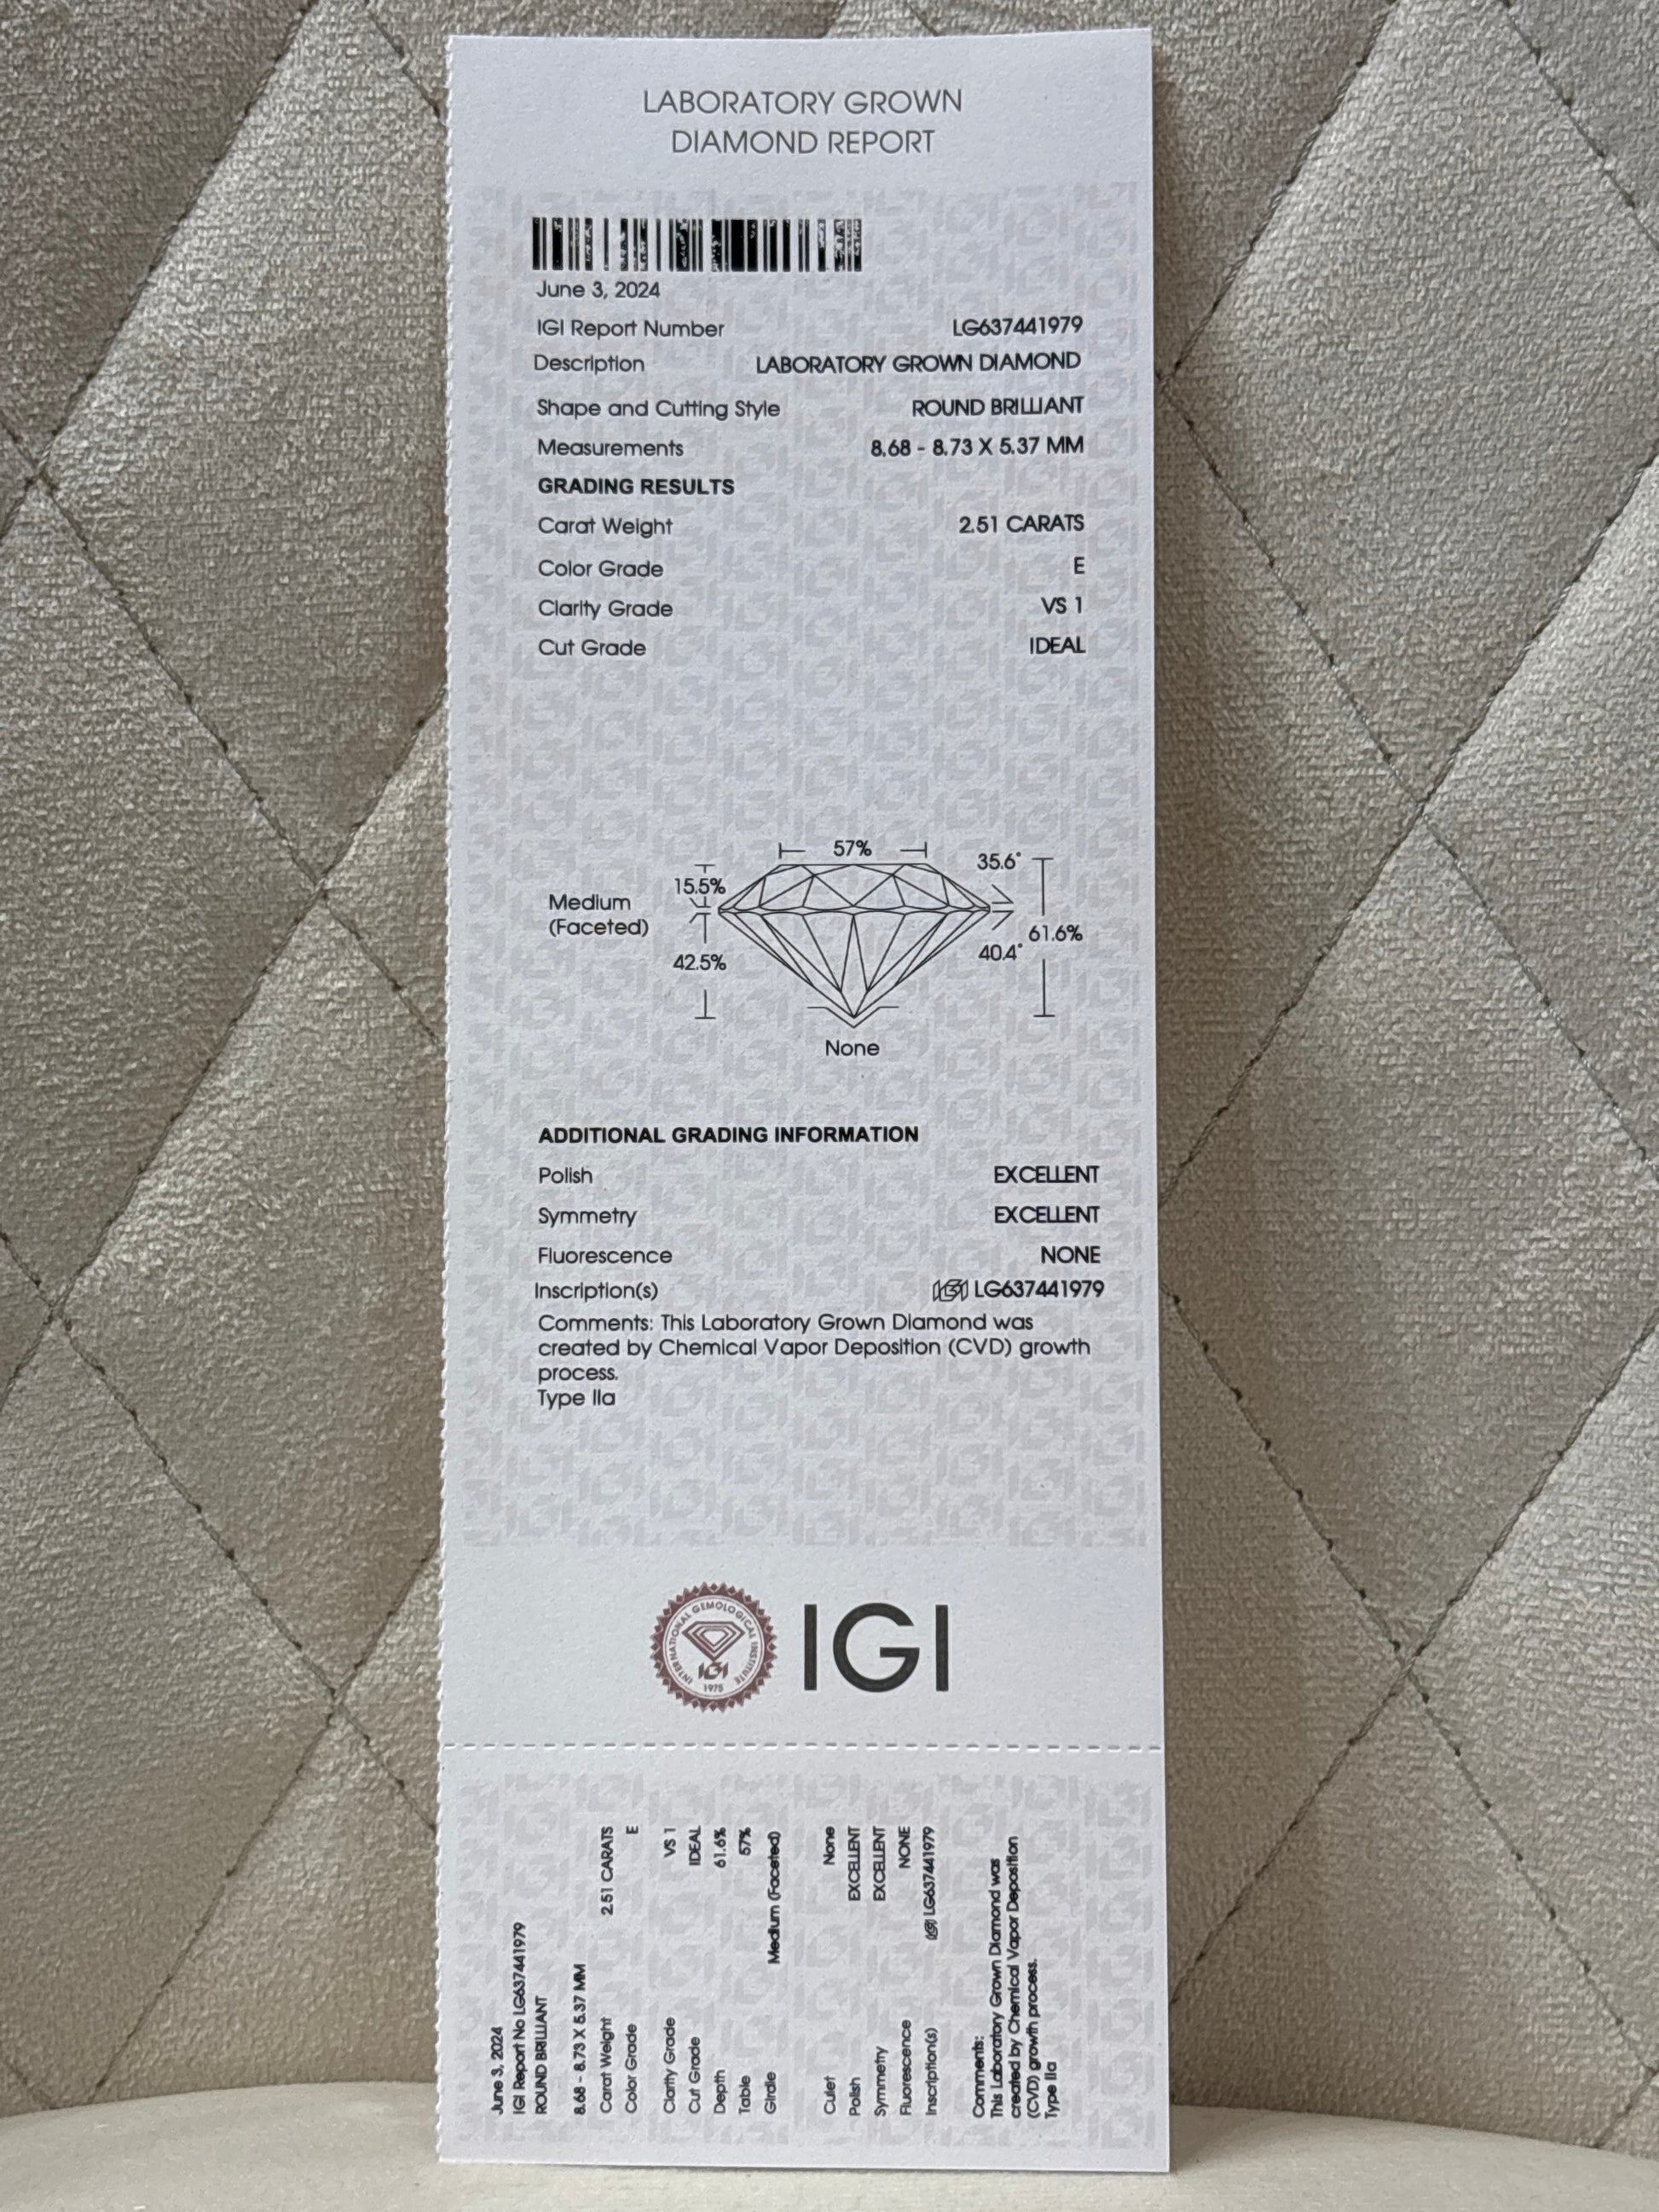 LABORATORY GROWN
DIAMOND REPORT
June 3, 2024
IGI Report Number LG637441979
Description LABORATORY GROWN DIAMOND
Shape and Cutting Style ROUND BRILLIANT
Measurements 8.68 - 8.73 X 5.37 MM
GRADING RESULTS
Carat Weight 2.51 CARATS
Color Grade E
Clarity Grade VS 1
Cut Grade IDEAL
57%
35.6°
15.5%
Medium
(Faceted)
61.6%
40.4°
42.5%
None
ADDITIONAL GRADING INFORMATION
Polish EXCELLENT
Symmetry EXCELLENT
Fluorescence NONE
Inscription(s) IGI LG637441979
Comments: This Laboratory Grown Diamond was
created by Chemical Vapor Deposition (CVD) growth
process.
Type IIa
INTERNATIONAL GEMOLOGICAL INSTITUTE
IGI
1975
IGI
June 3, 2024
IGI Report No LG637441979
ROUND BRILLIANT
8.68 - 8.73 X 5.37 MM
Carat Weight 2.51 CARATS
Color Grade E
Clarity Grade VS 1
Cut Grade IDEAL
Depth 61.6%
Table 57%
Girdle Medium (Faceted)
Culet None
Polish EXCELLENT
Symmetry EXCELLENT
Fluorescence NONE
Inscription(s) IGI LG637441979
Comments:
This Laboratory Grown Diamond was
created by Chemical Vapor Deposition
(CVD) growth process.
Type IIa